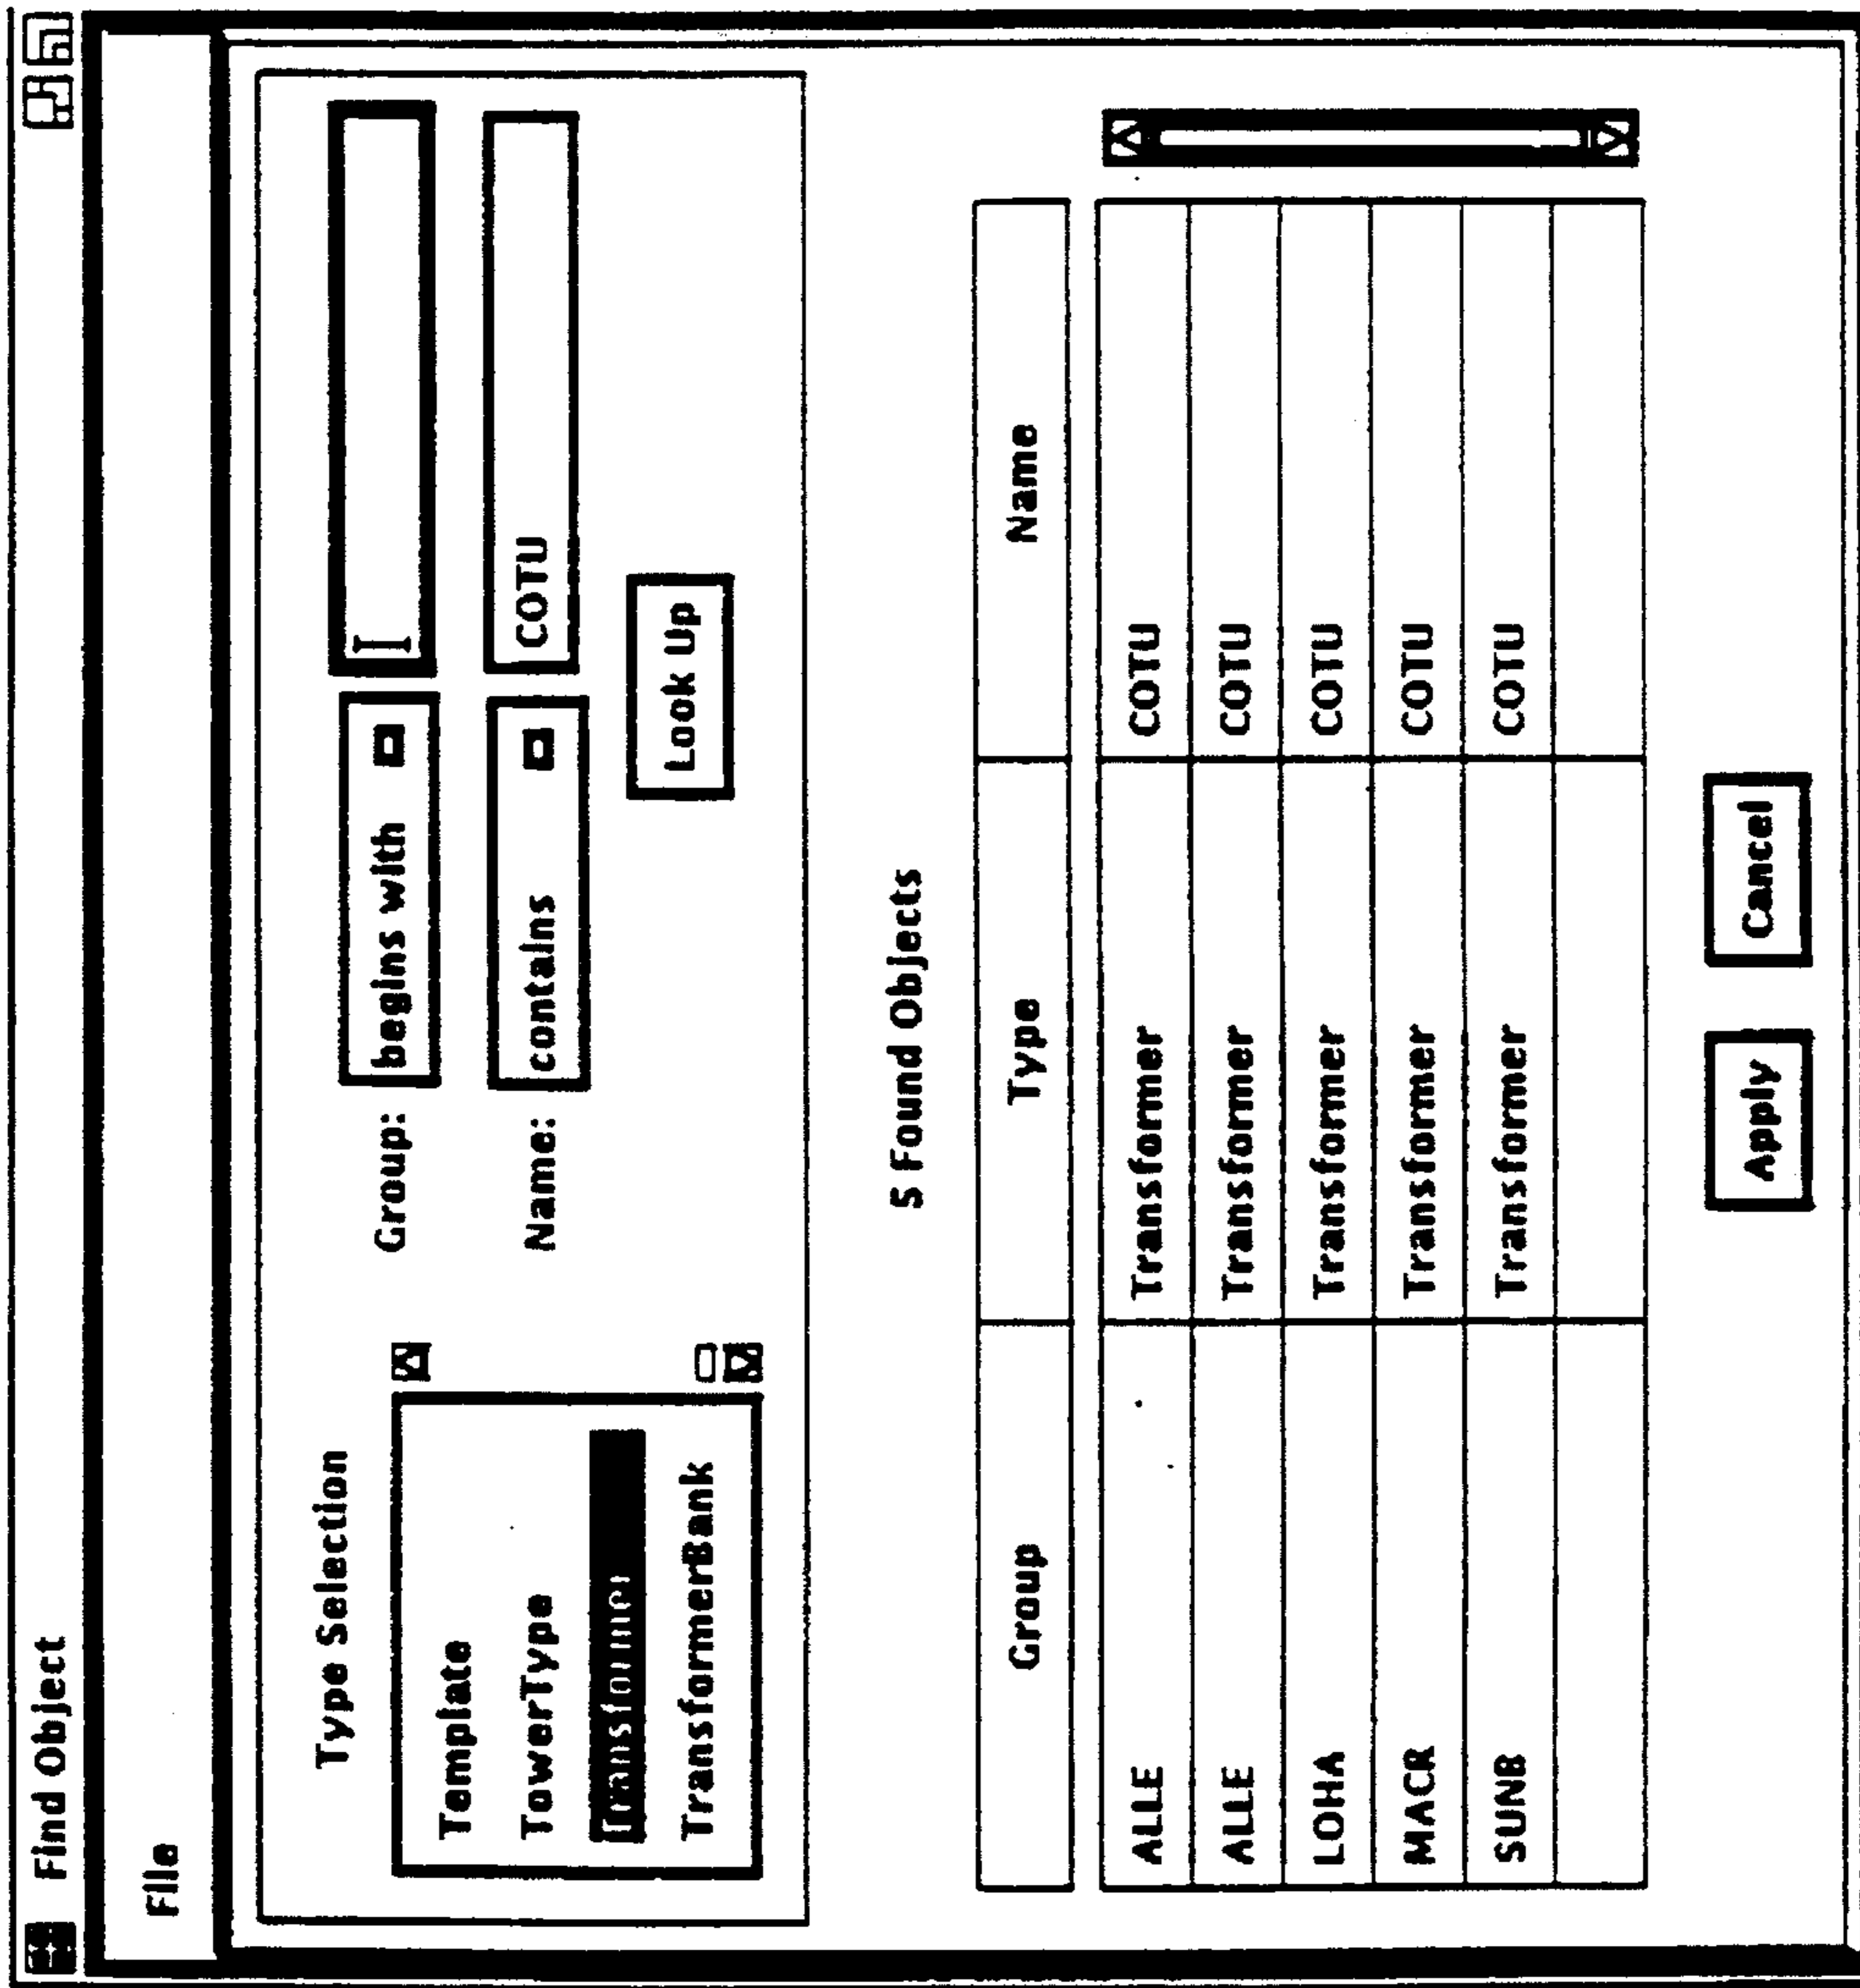 Find Object
File
Type Selection
Template
TowerType
Transformer
TransformerBank
Group: begins with
Name: contains COTU
Look Up
5 Found Objects
Group Type Name
ALLE Transformer COTU
ALLE Transformer COTU
LOHA Transformer COTU
MACR Transformer COTU
SUNB Transformer COTU
Apply Cancel